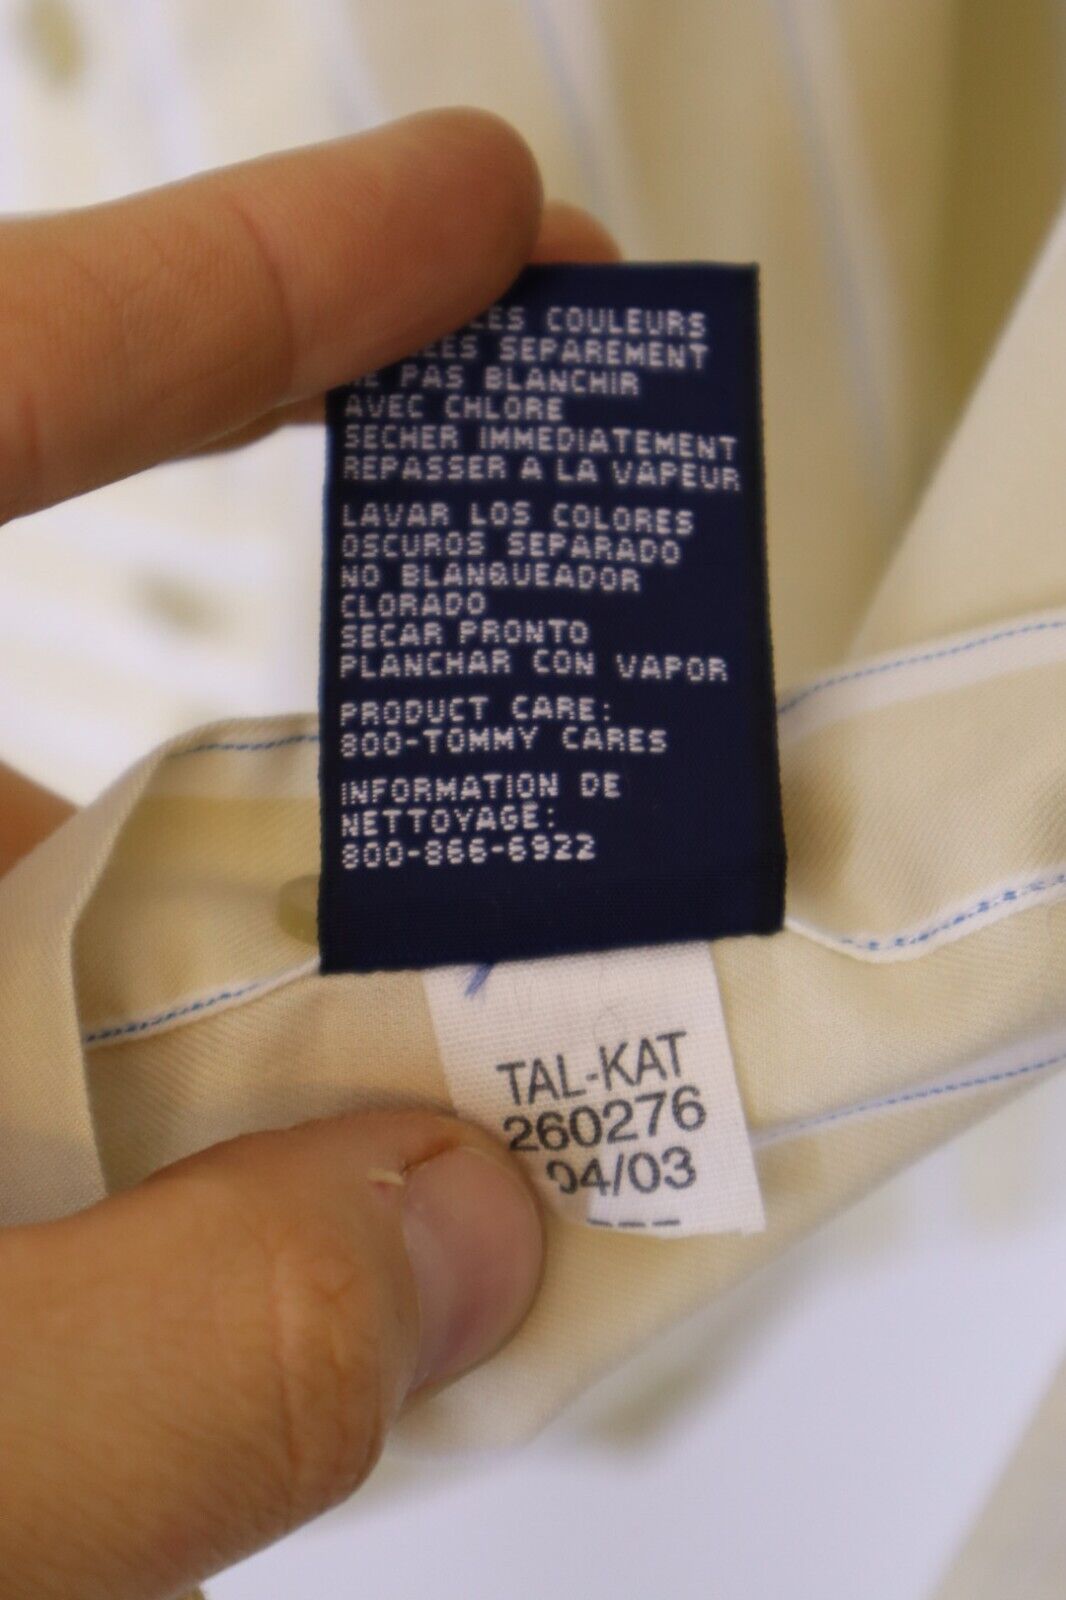 LES COULEURS
SEPAREMENT
PAS BLANCHIR
AVEC CHLORE
SECHER IMMEDIATEMENT
REPASSER A LA VAPEUR
LAVAR LOS COLORES
OSCUROS SEPARADO
NO BLANQUEADOR
CLORADO
SECAR PRONTO
PLANCHAR CON VAPOR
PRODUCT CARE:
800-TOMMY CARES
INFORMATION DE
NETTOYAGE:
800-866-6922
TAL-KAT
260276
04/03